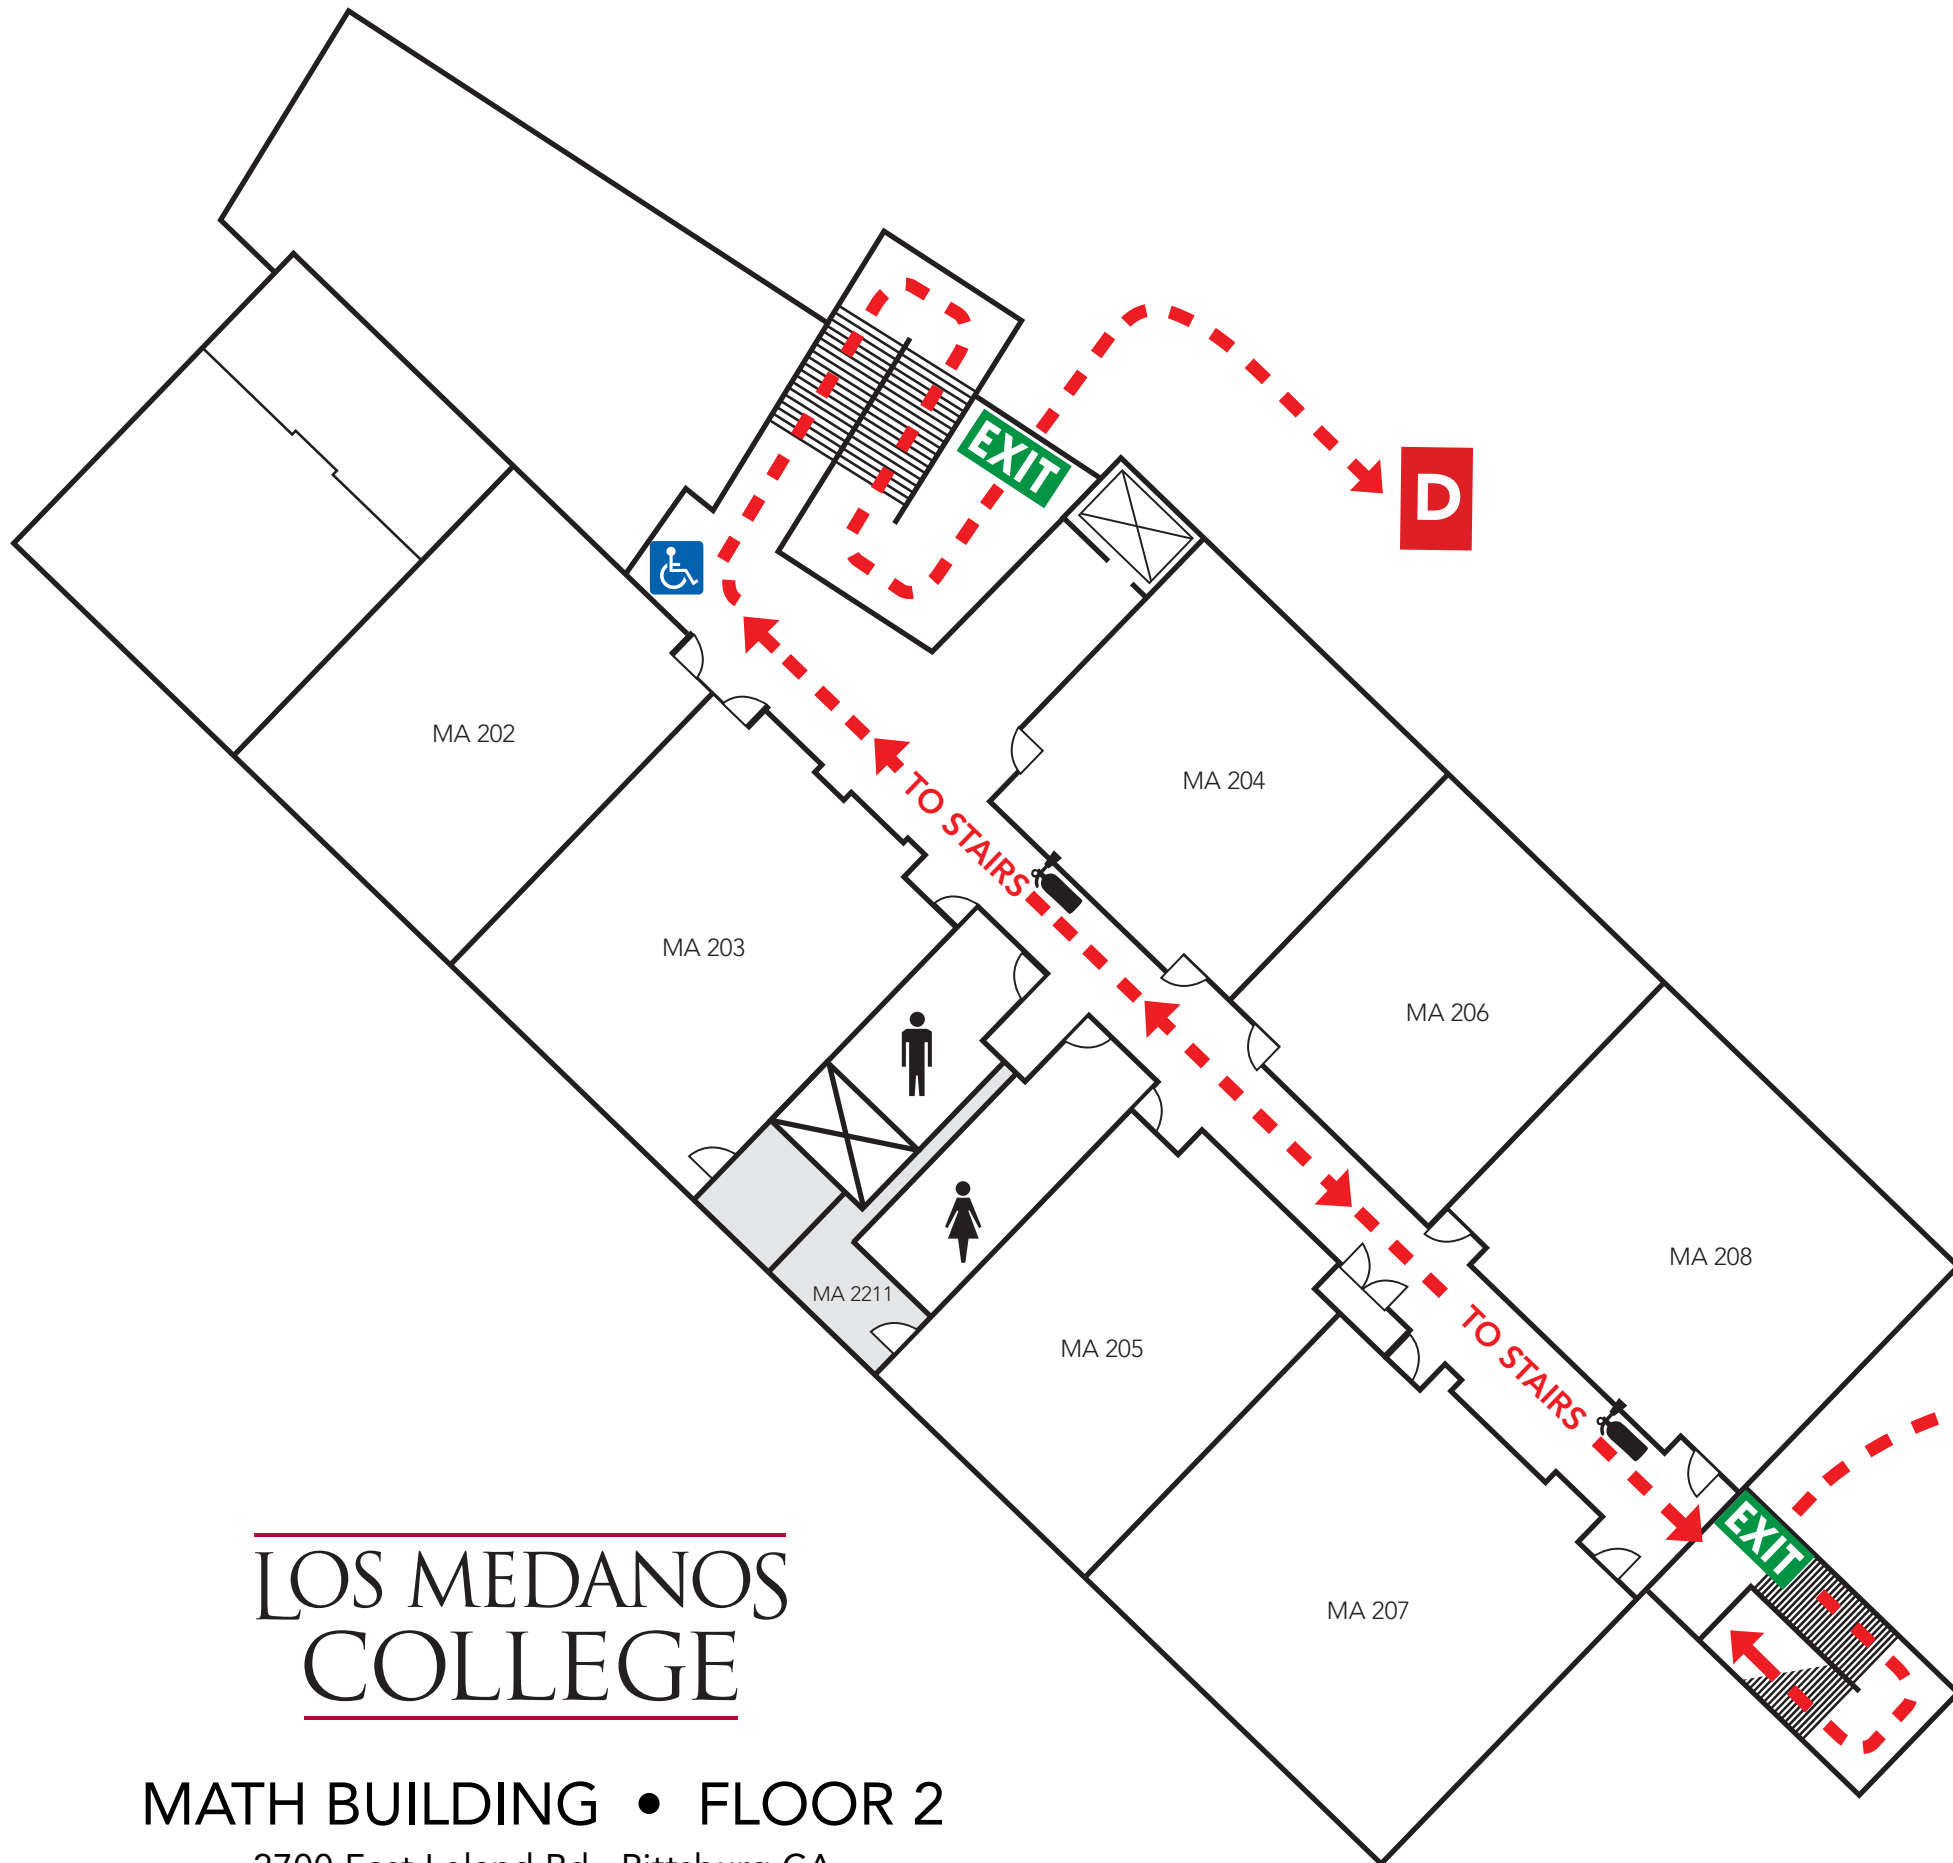 EXIT
D
MA 202
TO STAIRS
MA 204
MA 203
MA 206
MA 208
MA 2211
MA 205
TO STAIRS
EXIT
MA 207
LOS MEDANOS
COLLEGE
MATH BUILDING • FLOOR 2